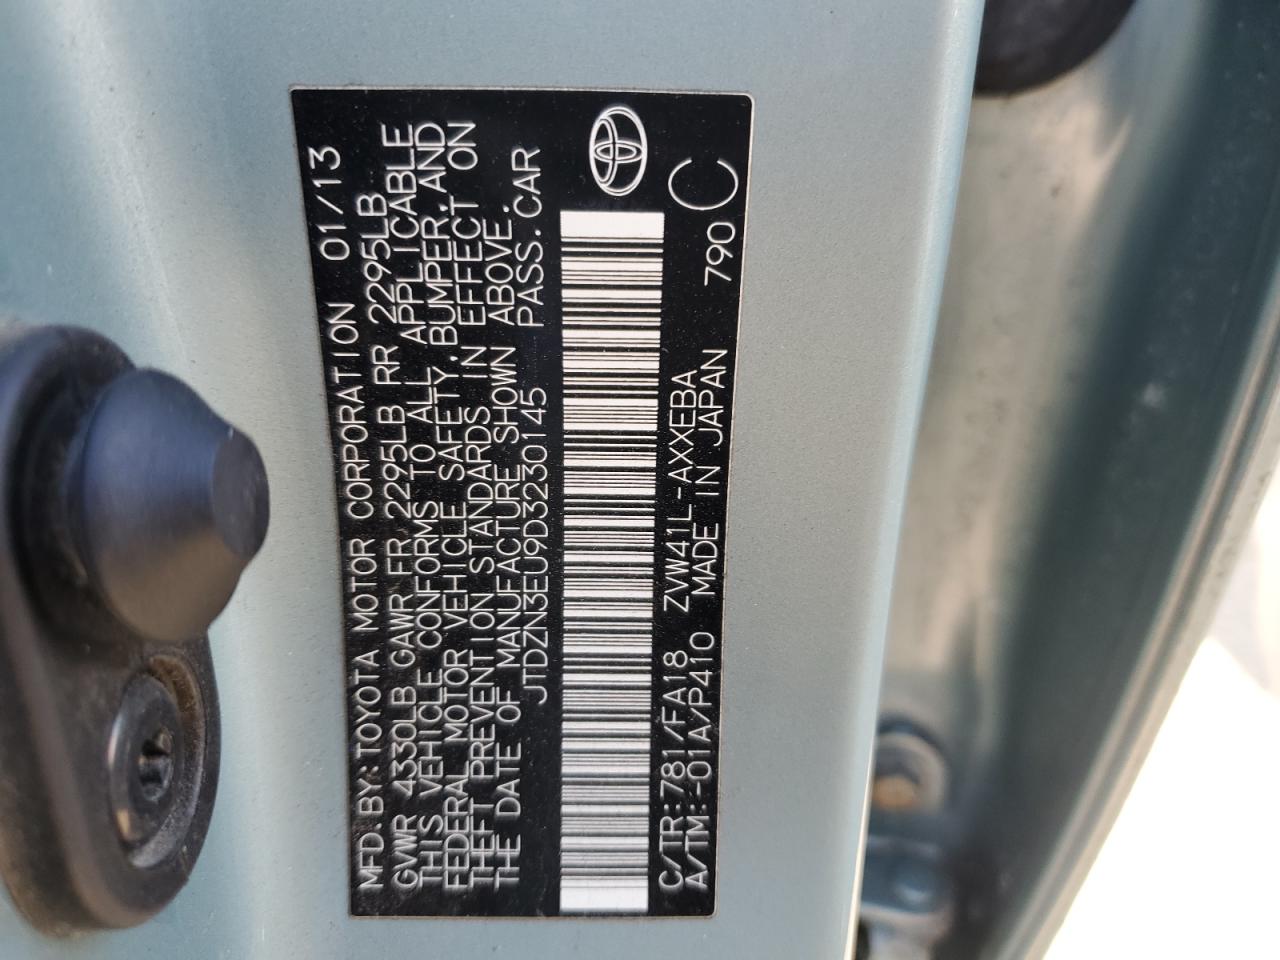 MFD. BY: TOYOTA MOTOR CORPORATION 01/13
GVWR 4330LB GAWR FR 2295LB RR 2295LB
THIS VEHICLE CONFORMS TO ALL APPLICABLE
FEDERAL MOTOR VEHICLE SAFETY, BUMPER, AND
THEFT PREVENTION STANDARDS IN EFFECT ON
THE DATE OF MANUFACTURE SHOWN ABOVE.
JTDZN3EU9D3230145 PASS. CAR
C/TR: 781/FA18 ZVW41L-AXXEBA
A/TM: -01A/P410 MADE IN JAPAN 790 C